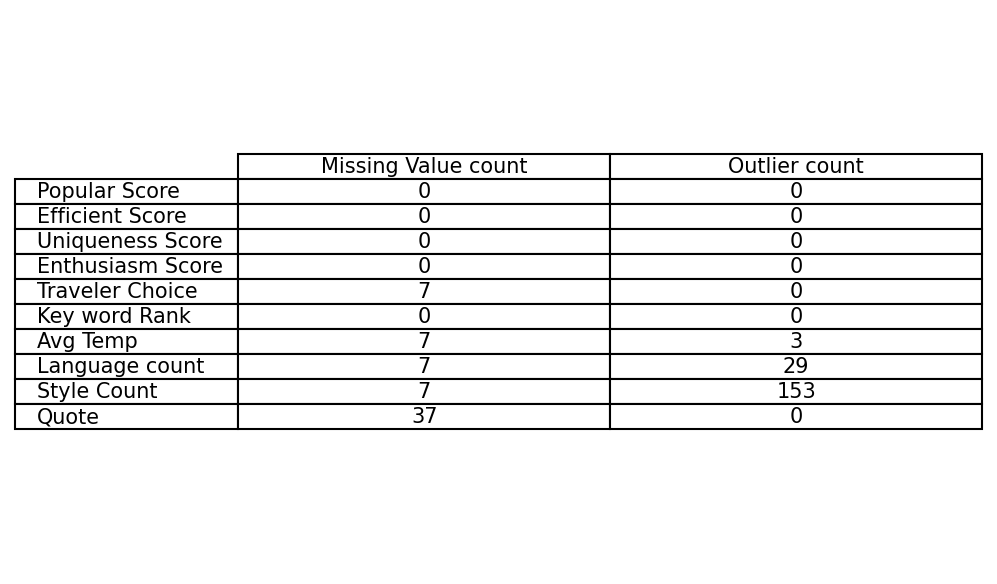 Missing Value count Outlier count
Popular Score 0 0
Efficient Score 0 0
Uniqueness Score 0 0
Enthusiasm Score 0 0
Traveler Choice 7 0
Key word Rank 0 0
Avg Temp 7 3
Language count 7 29
Style Count 7 153
Quote 37 0